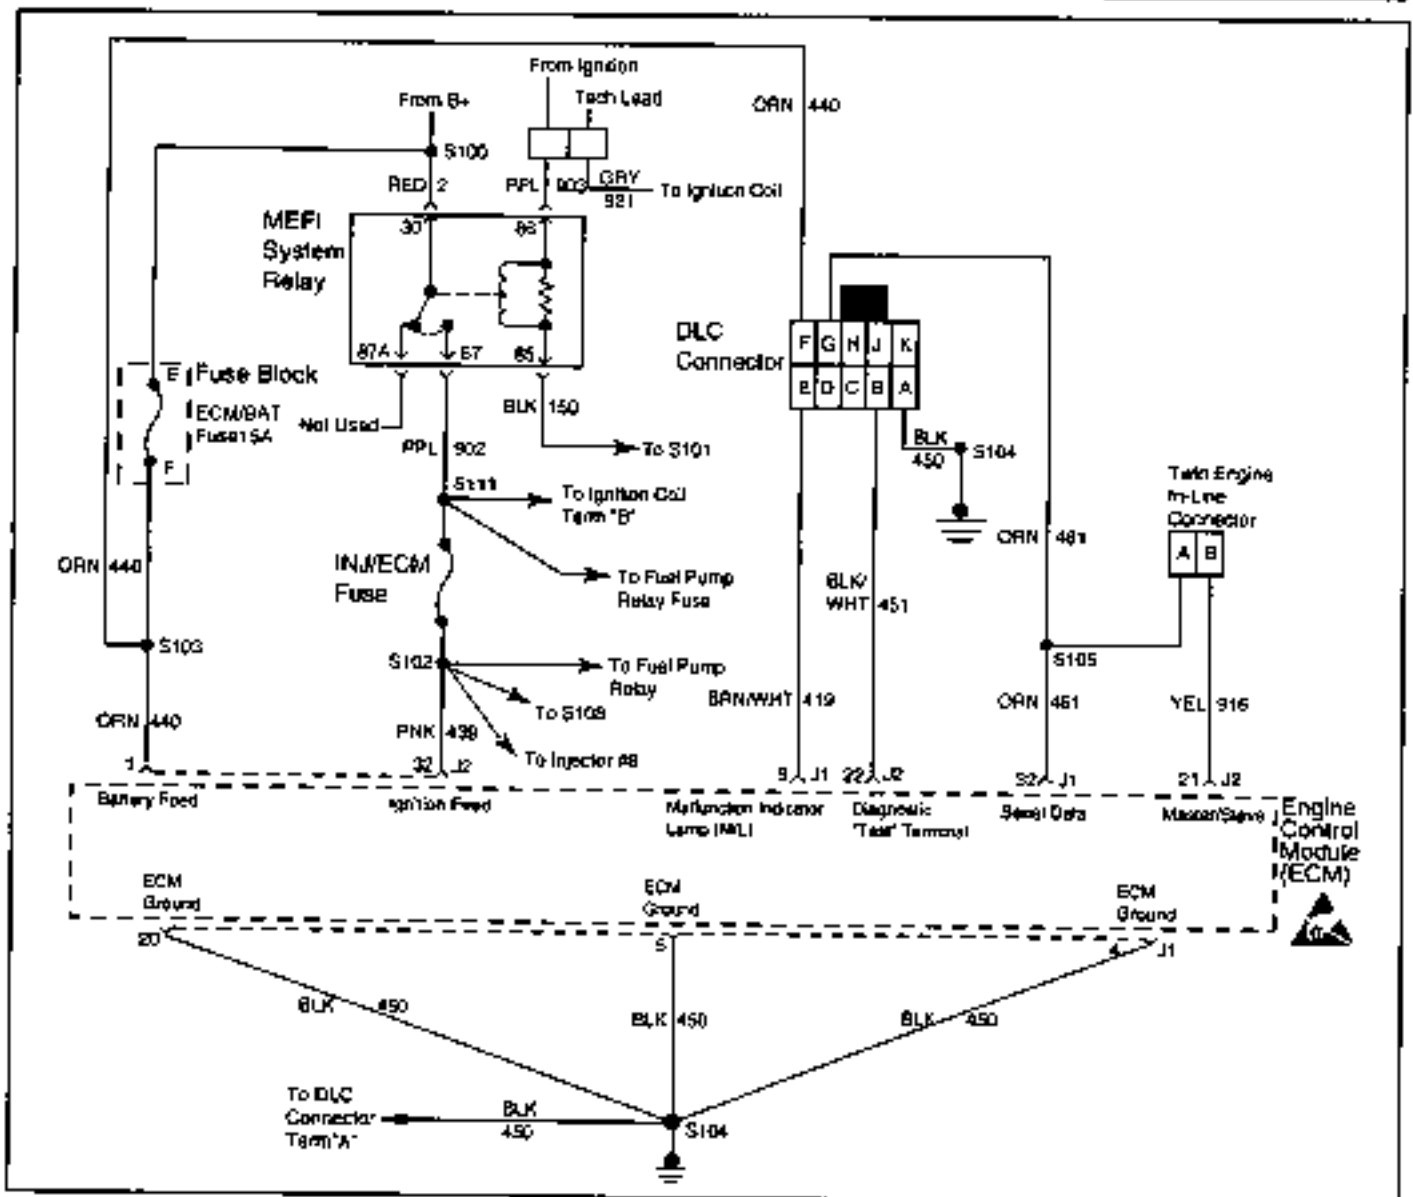 From Ignition
From B+
Tech Lead
ORN 440
S100
RED 2
PPL 903
GRY
921
To Ignition Coil
MEFI
System
Relay
30
86
87A
87
85
DLC
Connector
F G H J K
E D C B A
E
Fuse Block
ECM/BAT
Fuse 15A
F
Not Used
BLK 150
PPL 902
To S101
BLK
450
S104
S111
To Ignition Coil
Term "B"
Twin Engine
In-Line
Connector
A B
ORN 461
ORN 440
INJ/ECM
Fuse
To Fuel Pump
Relay Fuse
BLK/
WHT 451
S103
S102
To Fuel Pump
Relay
S105
BRN/WHT 419
ORN 461
YEL 916
ORN 440
PNK 439
To S109
To Injector #8
1
32 J2
9 J1
22 J2
32 J1
21 J2
Battery Feed
Ignition Feed
Malfunction Indicator
Lamp (MIL)
Diagnostic
"Test" Terminal
Serial Data
Master/Slave
Engine
Control
Module
(ECM)
ECM
Ground
ECM
Ground
ECM
Ground
20
5
4 J1
BLK 450
BLK 450
BLK 450
To DLC
Connector
Term "A"
BLK
450
S104